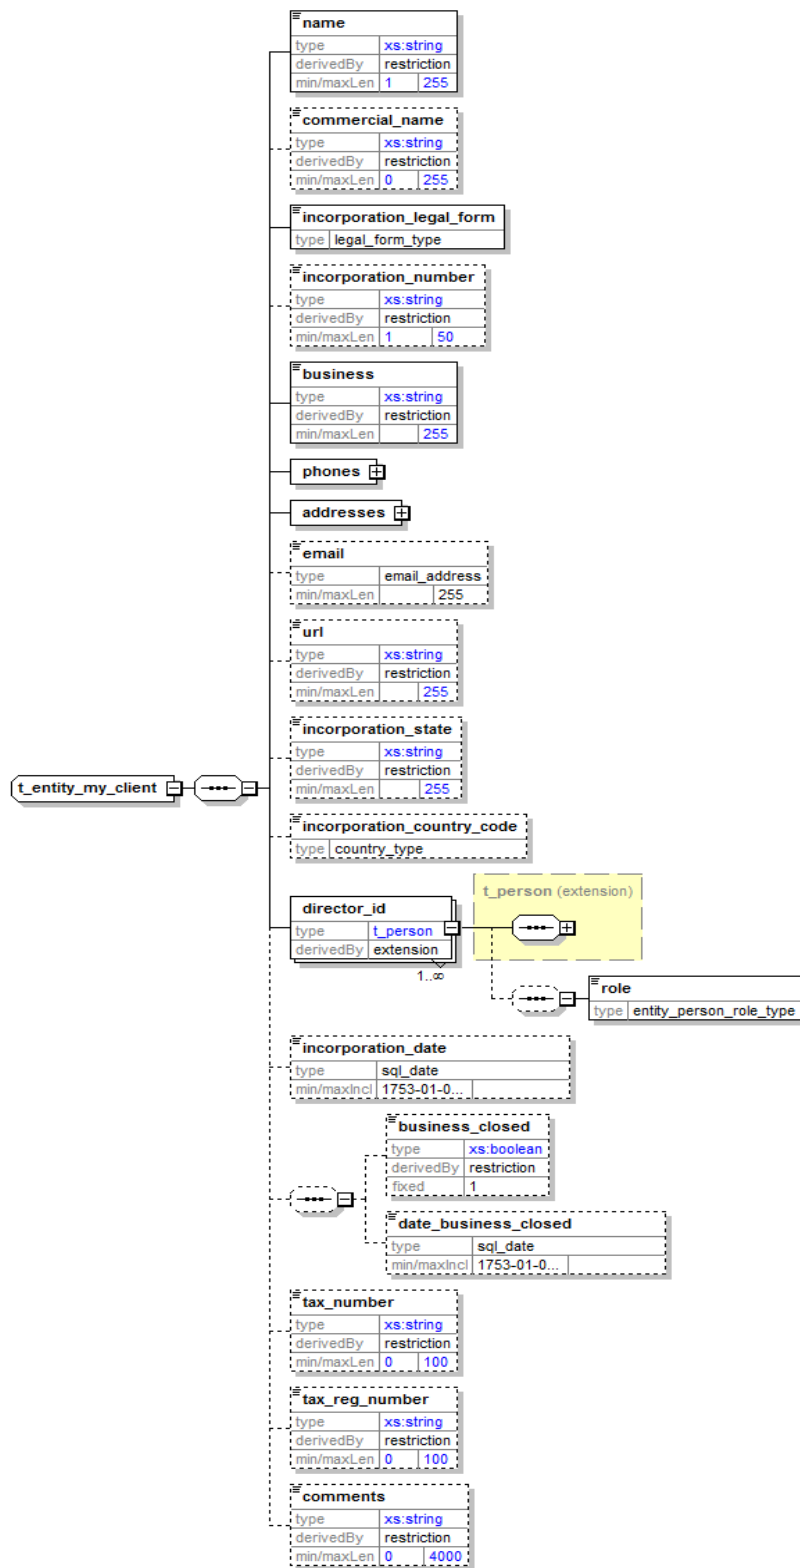 name
type xs:string
derivedBy restriction
min/maxLen 1 255
commercial_name
type xs:string
derivedBy restriction
min/maxLen 0 255
incorporation_legal_form
type legal_form_type
incorporation_number
type xs:string
derivedBy restriction
min/maxLen 1 50
business
type xs:string
derivedBy restriction
min/maxLen 255
phones
addresses
email
type email_address
min/maxLen 255
url
type xs:string
derivedBy restriction
min/maxLen 255
incorporation_state
type xs:string
derivedBy restriction
min/maxLen 255
t_entity_my_client
incorporation_country_code
type country_type
t_person (extension)
director_id
type t_person
derivedBy extension
1..∞
role
type entity_person_role_type
incorporation_date
type sql_date
min/maxIncl 1753-01-0...
business_closed
type xs:boolean
derivedBy restriction
fixed 1
date_business_closed
type sql_date
min/maxIncl 1753-01-0...
tax_number
type xs:string
derivedBy restriction
min/maxLen 0 100
tax_reg_number
type xs:string
derivedBy restriction
min/maxLen 0 100
comments
type xs:string
derivedBy restriction
min/maxLen 0 4000